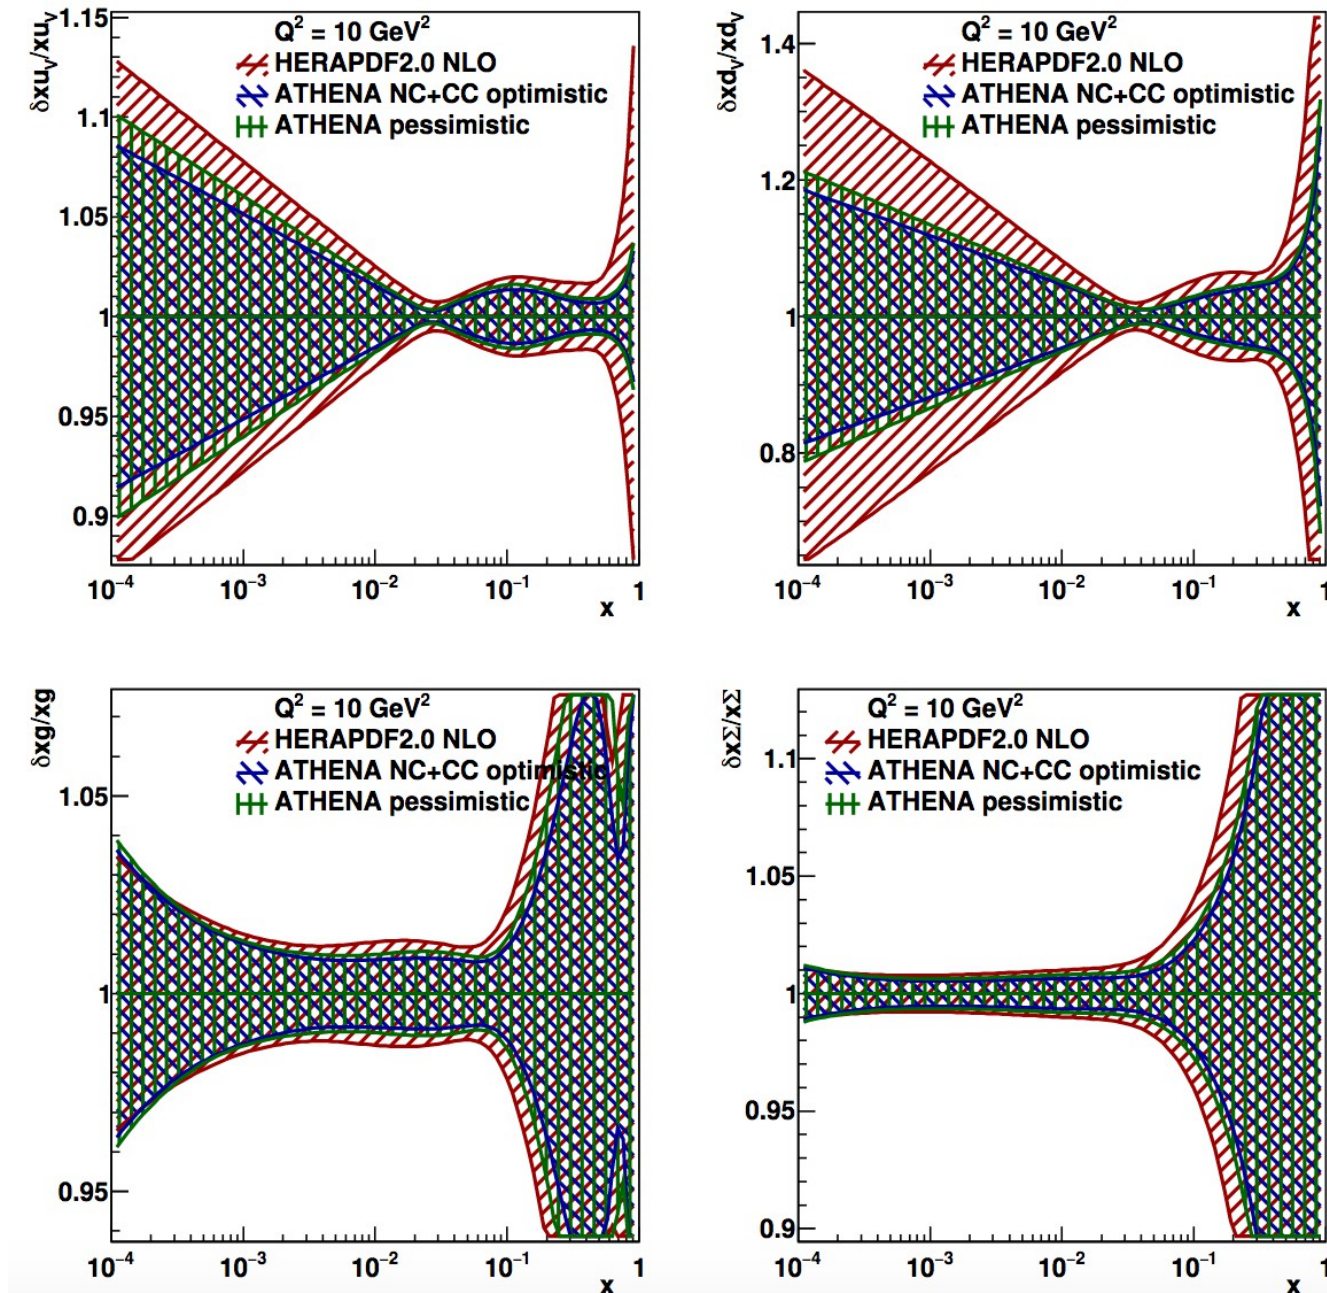 δxu_V/xu_V
1.15
1.1
1.05
1
0.95
0.9
Q² = 10 GeV²
HERAPDF2.0 NLO
ATHENA NC+CC optimistic
ATHENA pessimistic
10⁻⁴ 10⁻³ 10⁻² 10⁻¹ 1
x
δxd_V/xd_V
1.4
1.2
1
0.8
Q² = 10 GeV²
HERAPDF2.0 NLO
ATHENA NC+CC optimistic
ATHENA pessimistic
10⁻⁴ 10⁻³ 10⁻² 10⁻¹ 1
x
δxg/xg
1.05
1
0.95
Q² = 10 GeV²
HERAPDF2.0 NLO
ATHENA NC+CC optimistic
ATHENA pessimistic
10⁻⁴ 10⁻³ 10⁻² 10⁻¹ 1
x
δxΣ/xΣ
1.1
1.05
1
0.95
0.9
Q² = 10 GeV²
HERAPDF2.0 NLO
ATHENA NC+CC optimistic
ATHENA pessimistic
10⁻⁴ 10⁻³ 10⁻² 10⁻¹ 1
x